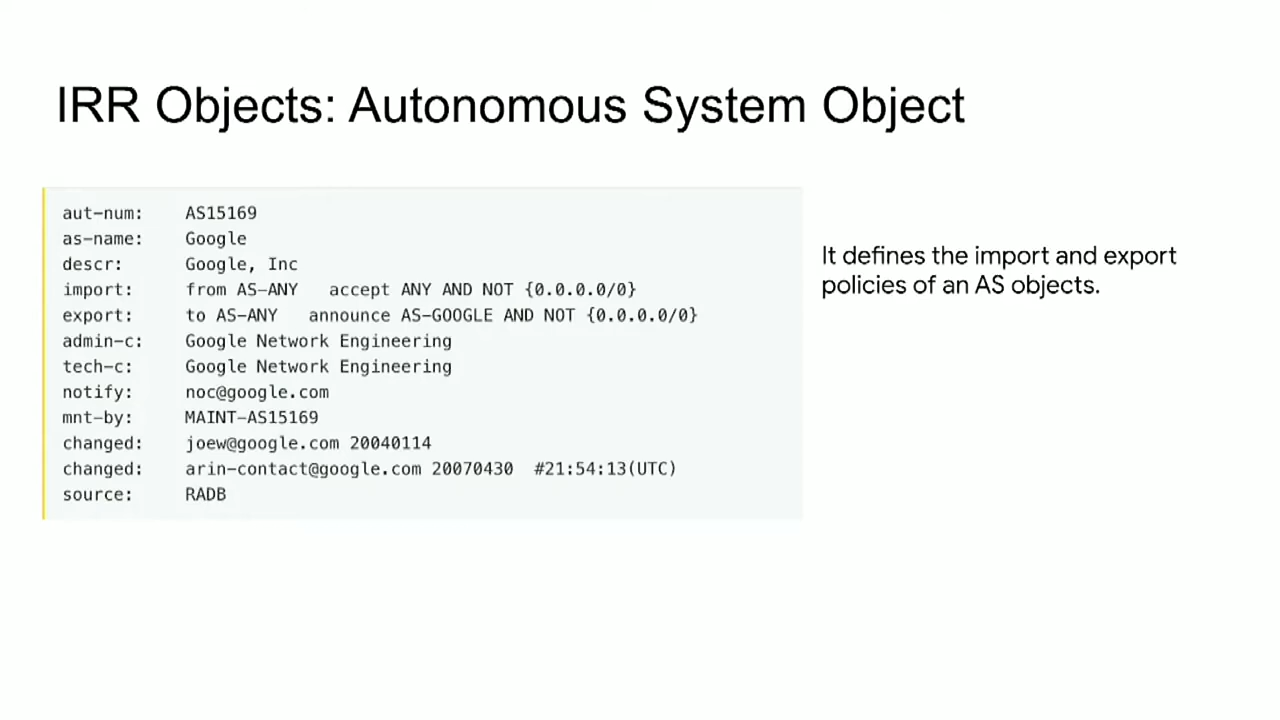 IRR Objects: Autonomous System Object
aut-num: AS15169
as-name: Google
descr: Google, Inc
import: from AS-ANY accept ANY AND NOT {0.0.0.0/0}
export: to AS-ANY announce AS-GOOGLE AND NOT {0.0.0.0/0}
admin-c: Google Network Engineering
tech-c: Google Network Engineering
notify: noc@google.com
mnt-by: MAINT-AS15169
changed: joew@google.com 20040114
changed: arin-contact@google.com 20070430 #21:54:13(UTC)
source: RADB
It defines the import and export
policies of an AS objects.